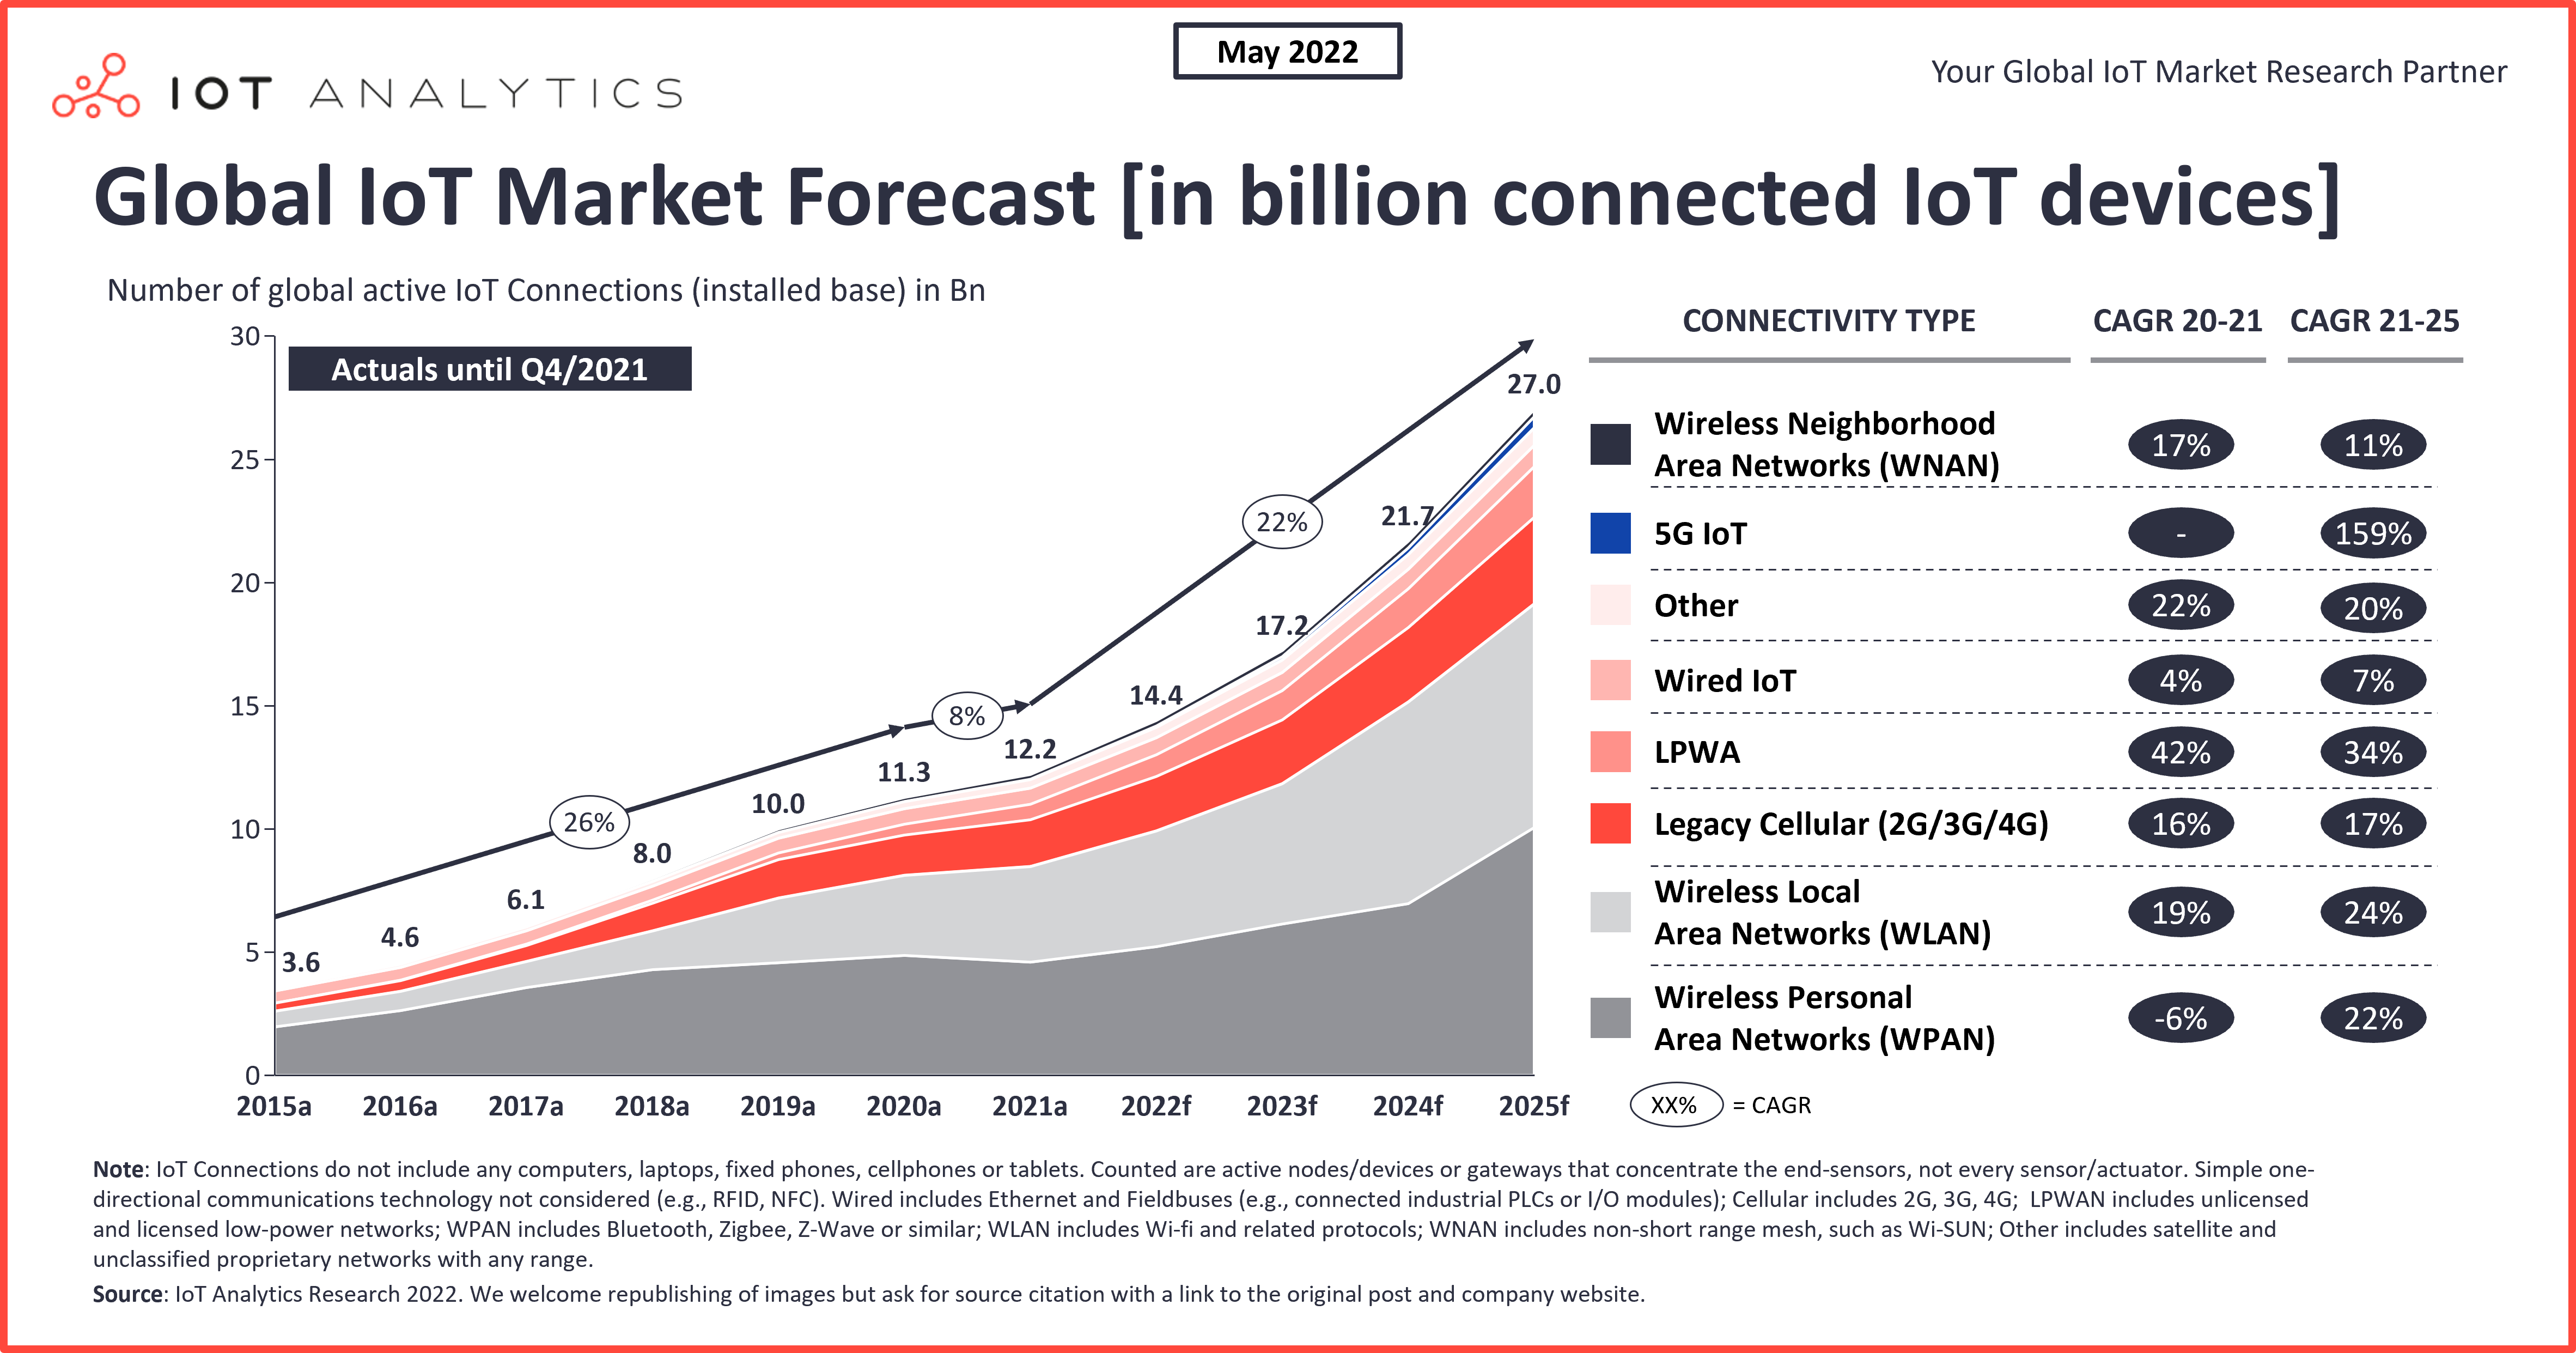 May 2022
IOT ANALYTICS
Your Global IoT Market Research Partner
Global IoT Market Forecast [in billion connected IoT devices]
Number of global active IoT Connections (installed base) in Bn
30
25
20
15
10
5
0
Actuals until Q4/2021
26%
8%
22%
3.6
4.6
6.1
8.0
10.0
11.3
12.2
14.4
17.2
21.7
27.0
2015a 2016a 2017a 2018a 2019a 2020a 2021a 2022f 2023f 2024f 2025f
CONNECTIVITY TYPE CAGR 20-21 CAGR 21-25
Wireless Neighborhood
Area Networks (WNAN) 17% 11%
5G IoT - 159%
Other 22% 20%
Wired IoT 4% 7%
LPWA 42% 34%
Legacy Cellular (2G/3G/4G) 16% 17%
Wireless Local
Area Networks (WLAN) 19% 24%
Wireless Personal
Area Networks (WPAN) -6% 22%
XX% = CAGR
Note: IoT Connections do not include any computers, laptops, fixed phones, cellphones or tablets. Counted are active nodes/devices or gateways that concentrate the end-sensors, not every sensor/actuator. Simple one-
directional communications technology not considered (e.g., RFID, NFC). Wired includes Ethernet and Fieldbuses (e.g., connected industrial PLCs or I/O modules); Cellular includes 2G, 3G, 4G; LPWAN includes unlicensed
and licensed low-power networks; WPAN includes Bluetooth, Zigbee, Z-Wave or similar; WLAN includes Wi-fi and related protocols; WNAN includes non-short range mesh, such as Wi-SUN; Other includes satellite and
unclassified proprietary networks with any range.
Source: IoT Analytics Research 2022. We welcome republishing of images but ask for source citation with a link to the original post and company website.